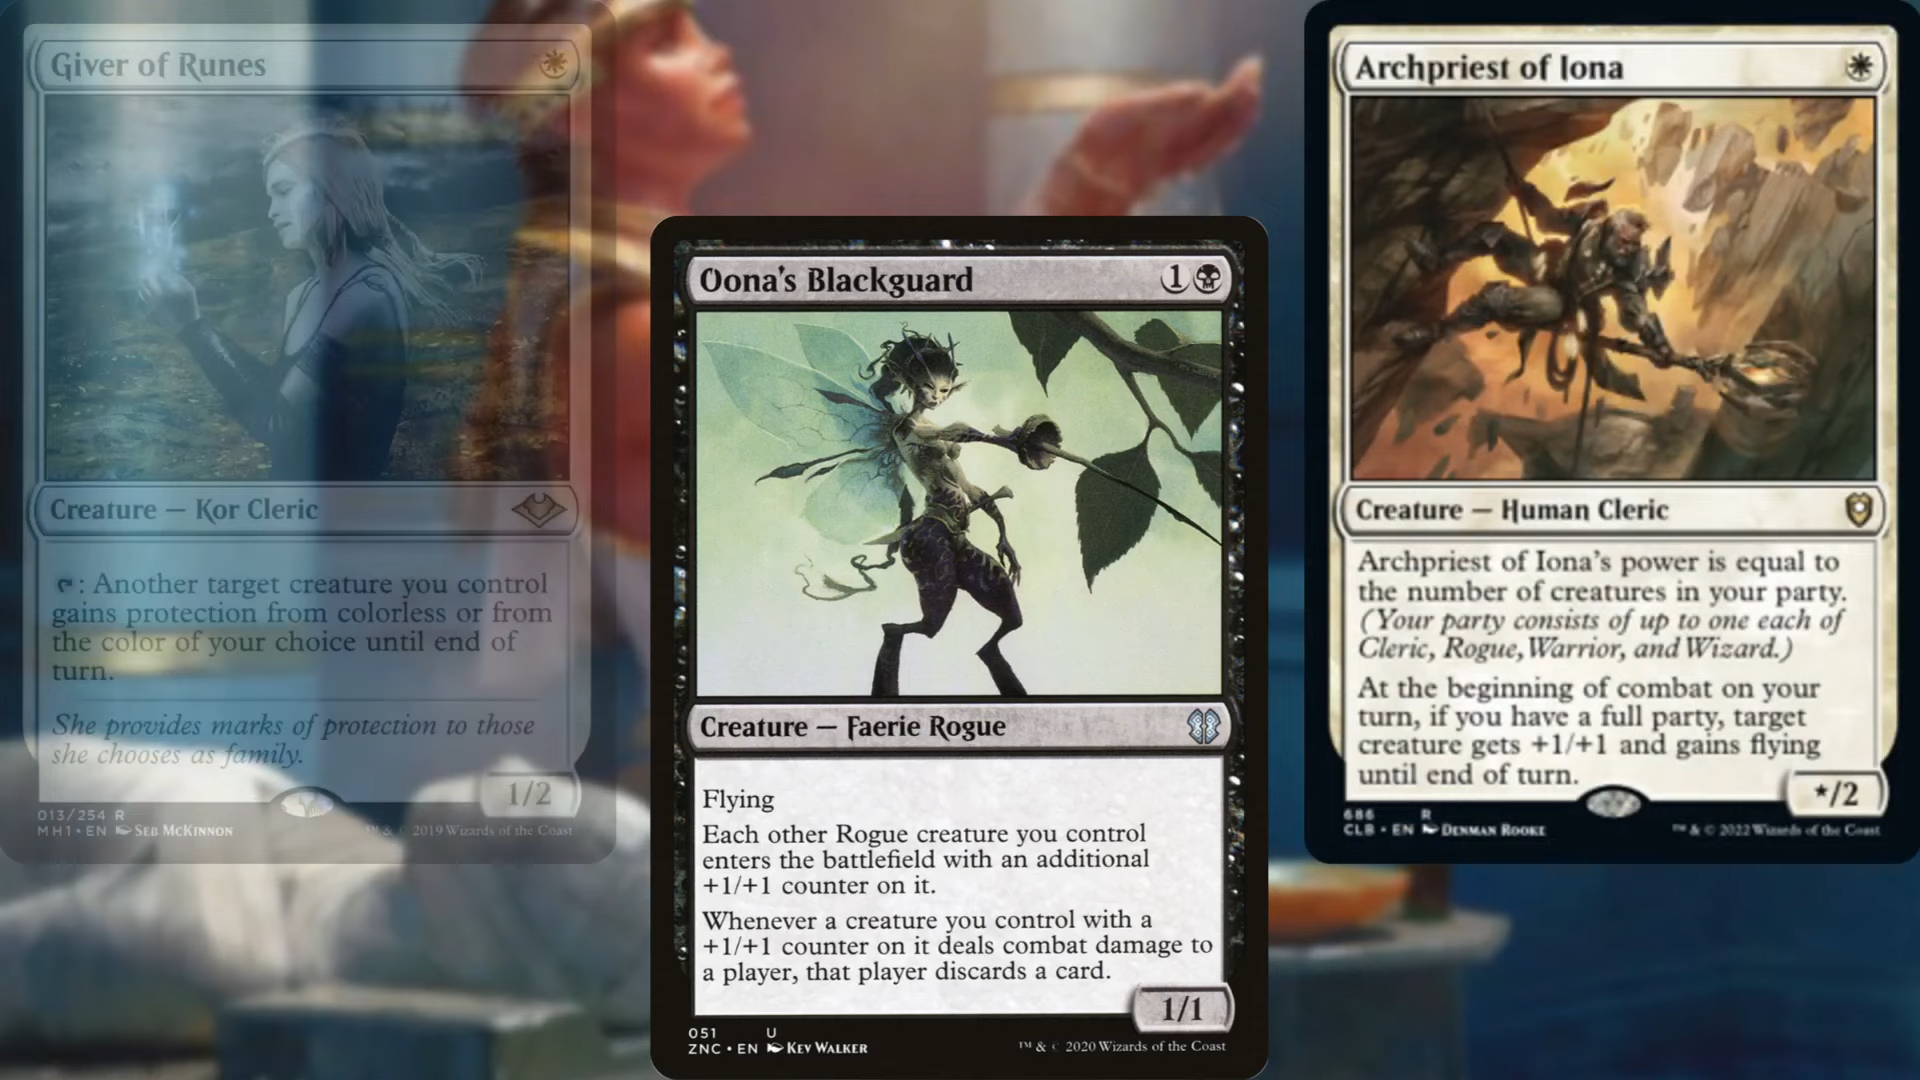 Giver of Runes
Creature — Kor Cleric
: Another target creature you control
gains protection from colorless or from
the color of your choice until end of
turn.
She provides marks of protection to those
she chooses as family.
1/2
013/254 R
MH1 • EN Seb McKinnon
™ & © 2019 Wizards of the Coast
Oona's Blackguard
1
Creature — Faerie Rogue
Flying
Each other Rogue creature you control
enters the battlefield with an additional
+1/+1 counter on it.
Whenever a creature you control with a
+1/+1 counter on it deals combat damage to
a player, that player discards a card.
1/1
051 U
ZNC • EN Kev Walker
™ & © 2020 Wizards of the Coast
Archpriest of Iona
Creature — Human Cleric
Archpriest of Iona's power is equal to
the number of creatures in your party.
(Your party consists of up to one each of
Cleric, Rogue, Warrior, and Wizard.)
At the beginning of combat on your
turn, if you have a full party, target
creature gets +1/+1 and gains flying
until end of turn.
*/2
686 R
CLB • EN Denman Rooke
™ & © 2022 Wizards of the Coast